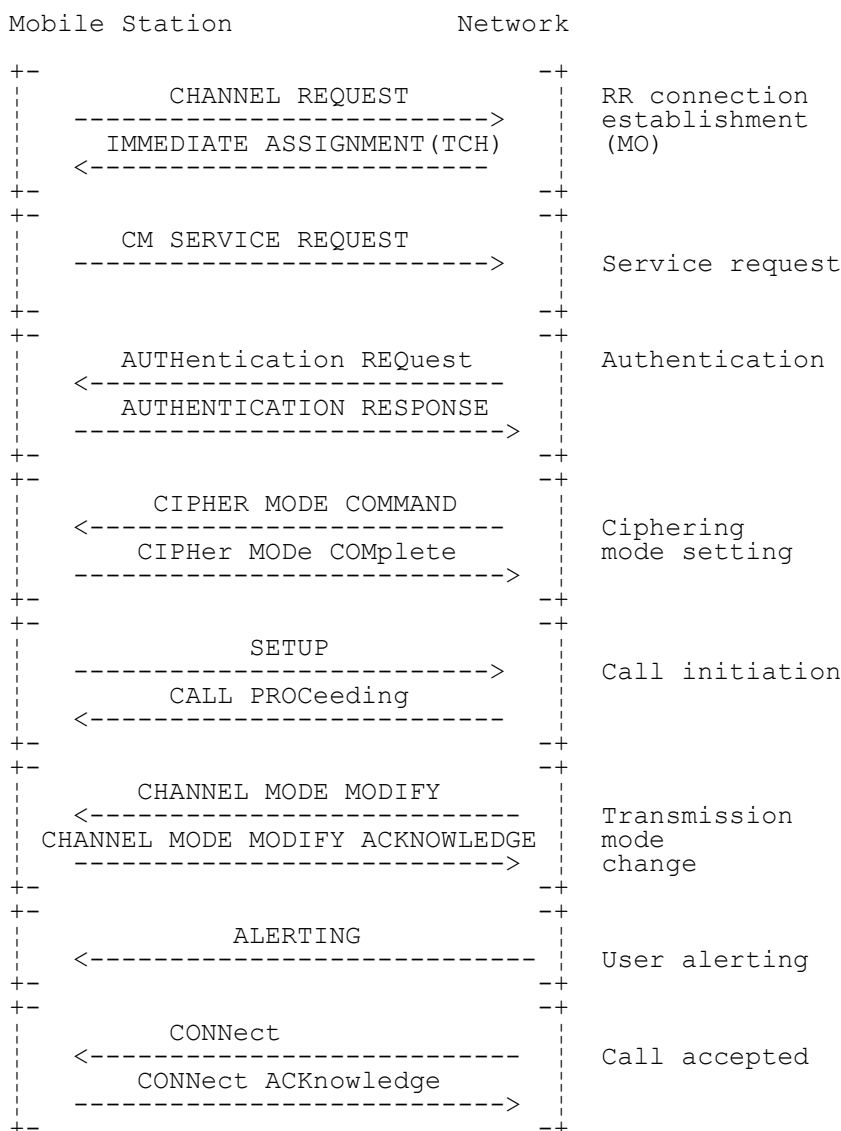 Mobile Station Network
CHANNEL REQUEST RR connection
establishment
IMMEDIATE ASSIGNMENT(TCH) (MO)
CM SERVICE REQUEST
Service request
AUTHentication REQuest Authentication
AUTHENTICATION RESPONSE
CIPHER MODE COMMAND
Ciphering
CIPHer MODe COMplete mode setting
SETUP
Call initiation
CALL PROCeeding
CHANNEL MODE MODIFY
Transmission
CHANNEL MODE MODIFY ACKNOWLEDGE mode
change
ALERTING
User alerting
CONNect
Call accepted
CONNect ACKnowledge